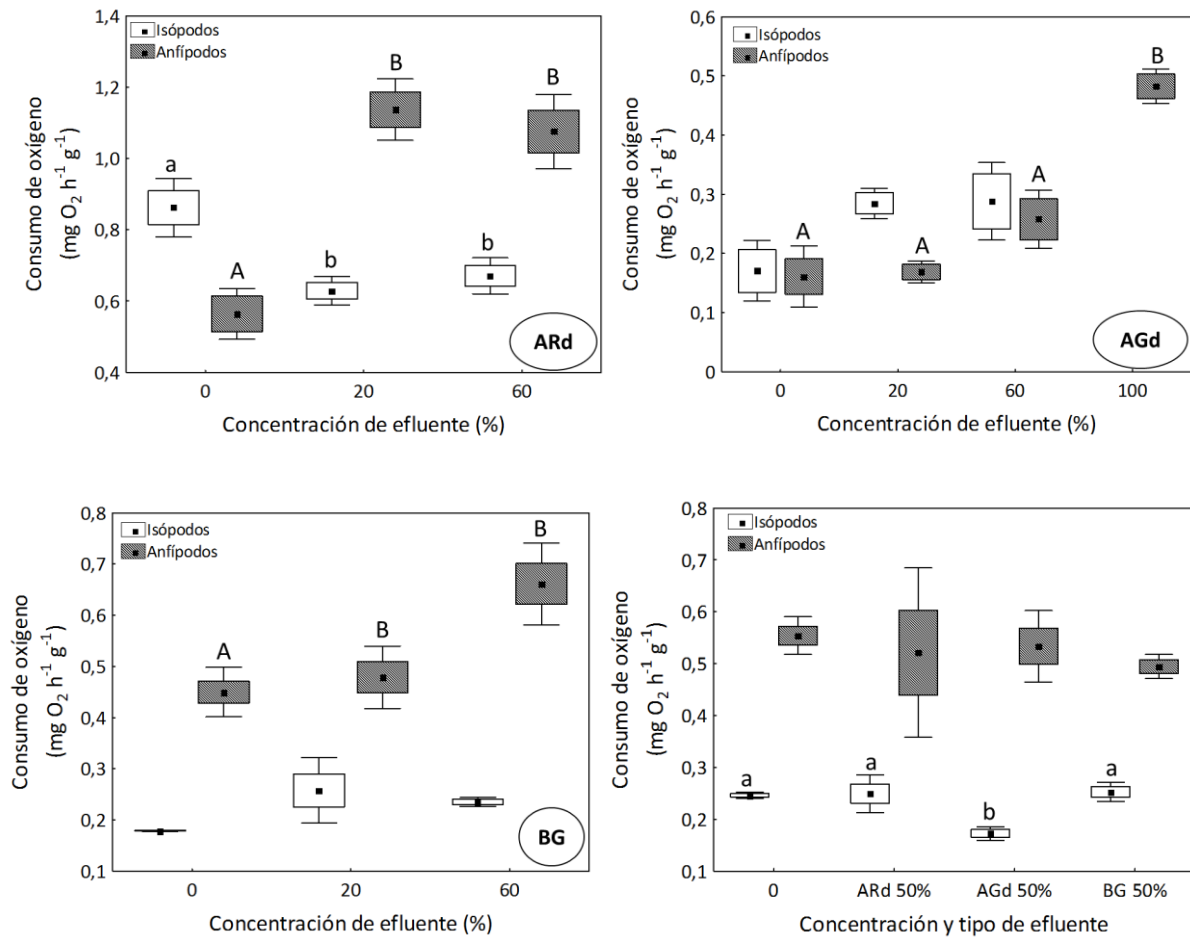 1,4
1,2
1,0
0,8
0,6
0,4
Consumo de oxígeno
(mg O₂ h⁻¹ g⁻¹)
Isópodos
Anfípodos
a
A
b
B
b
B
ARd
0
20
60
Concentración de efluente (%)
0,6
0,5
0,4
0,3
0,2
0,1
0
Consumo de oxígeno
(mg O₂ h⁻¹ g⁻¹)
Isópodos
Anfípodos
A
A
A
B
AGd
0
20
60
100
Concentración de efluente (%)
0,8
0,7
0,6
0,5
0,4
0,3
0,2
0,1
Consumo de oxígeno
(mg O₂ h⁻¹ g⁻¹)
Isópodos
Anfípodos
A
B
B
BG
0
20
60
Concentración de efluente (%)
0,8
0,7
0,6
0,5
0,4
0,3
0,2
0,1
Consumo de oxígeno
(mg O₂ h⁻¹ g⁻¹)
Isópodos
Anfípodos
a
a
b
a
0
ARd 50%
AGd 50%
BG 50%
Concentración y tipo de efluente